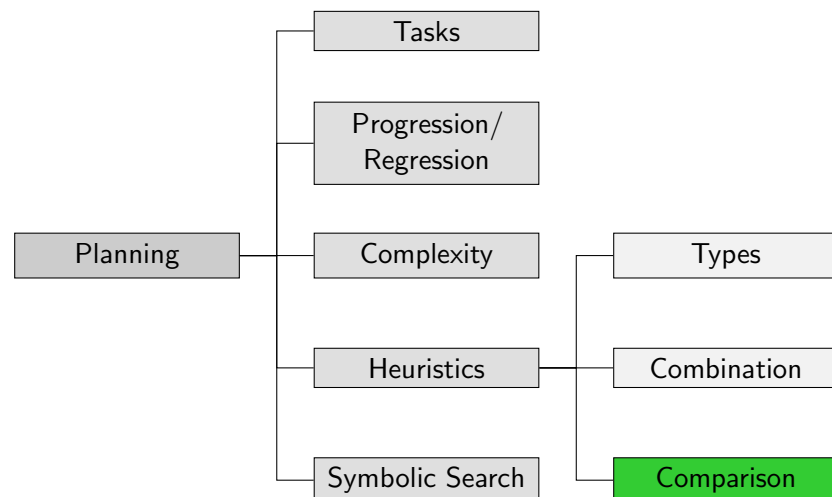 Tasks
Progression/
Regression
Planning
Complexity
Types
Heuristics
Combination
Symbolic Search
Comparison